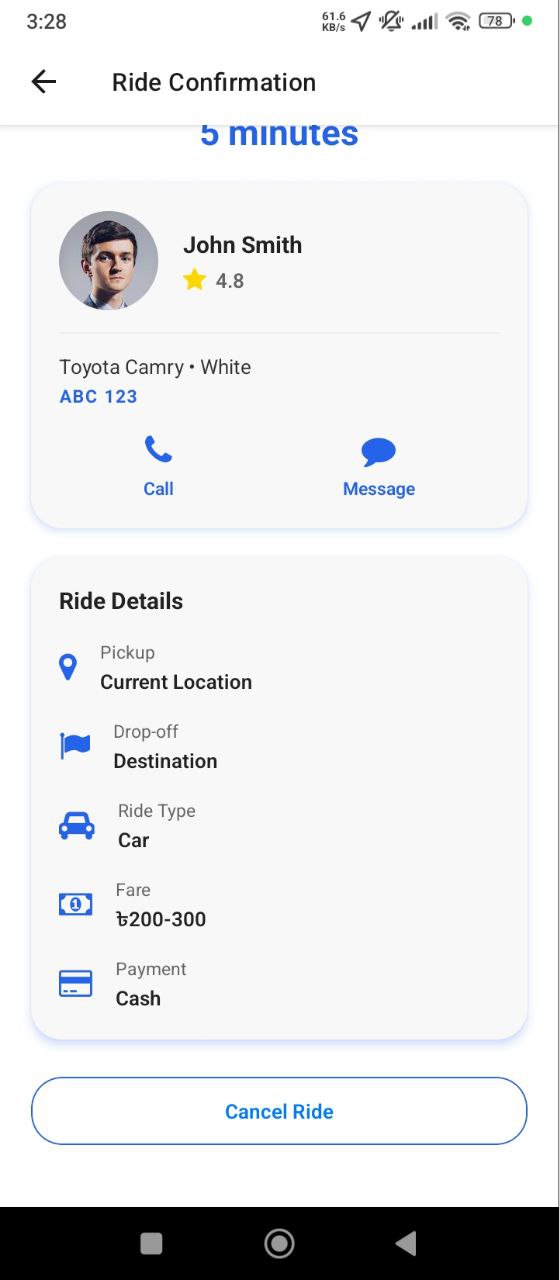 3:28
61.6
KB/s
78
Ride Confirmation
5 minutes
John Smith
4.8
Toyota Camry • White
ABC 123
Call
Message
Ride Details
Pickup
Current Location
Drop-off
Destination
Ride Type
Car
Fare
৳200-300
Payment
Cash
Cancel Ride